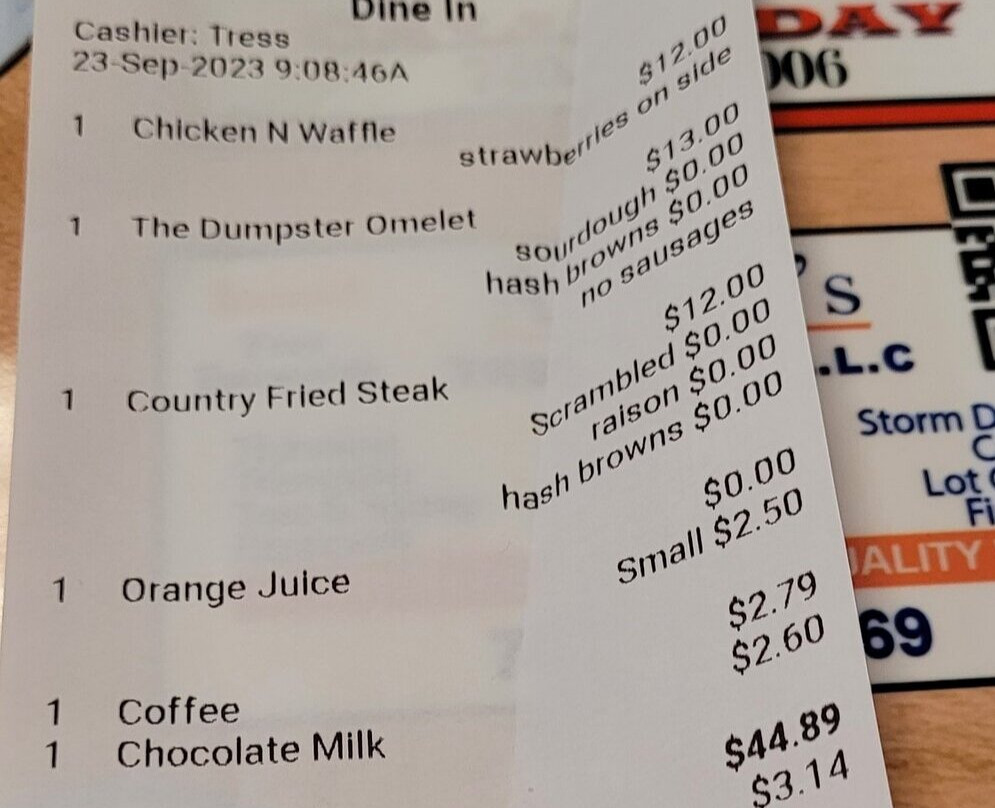 Dine In
Cashier: Tress
23-Sep-2023 9:08:46A
1 Chicken N Waffle $12.00
strawberries on side
1 The Dumpster Omelet $13.00
sourdough $0.00
hash browns $0.00
no sausages
1 Country Fried Steak $12.00
Scrambled $0.00
raison $0.00
hash browns $0.00
1 Orange Juice $0.00
Small $2.50
1 Coffee $2.79
1 Chocolate Milk $2.60
$44.89
$3.14
DAY
006
'S
.L.C
Storm D
C
Lot
Fi
ALITY
69